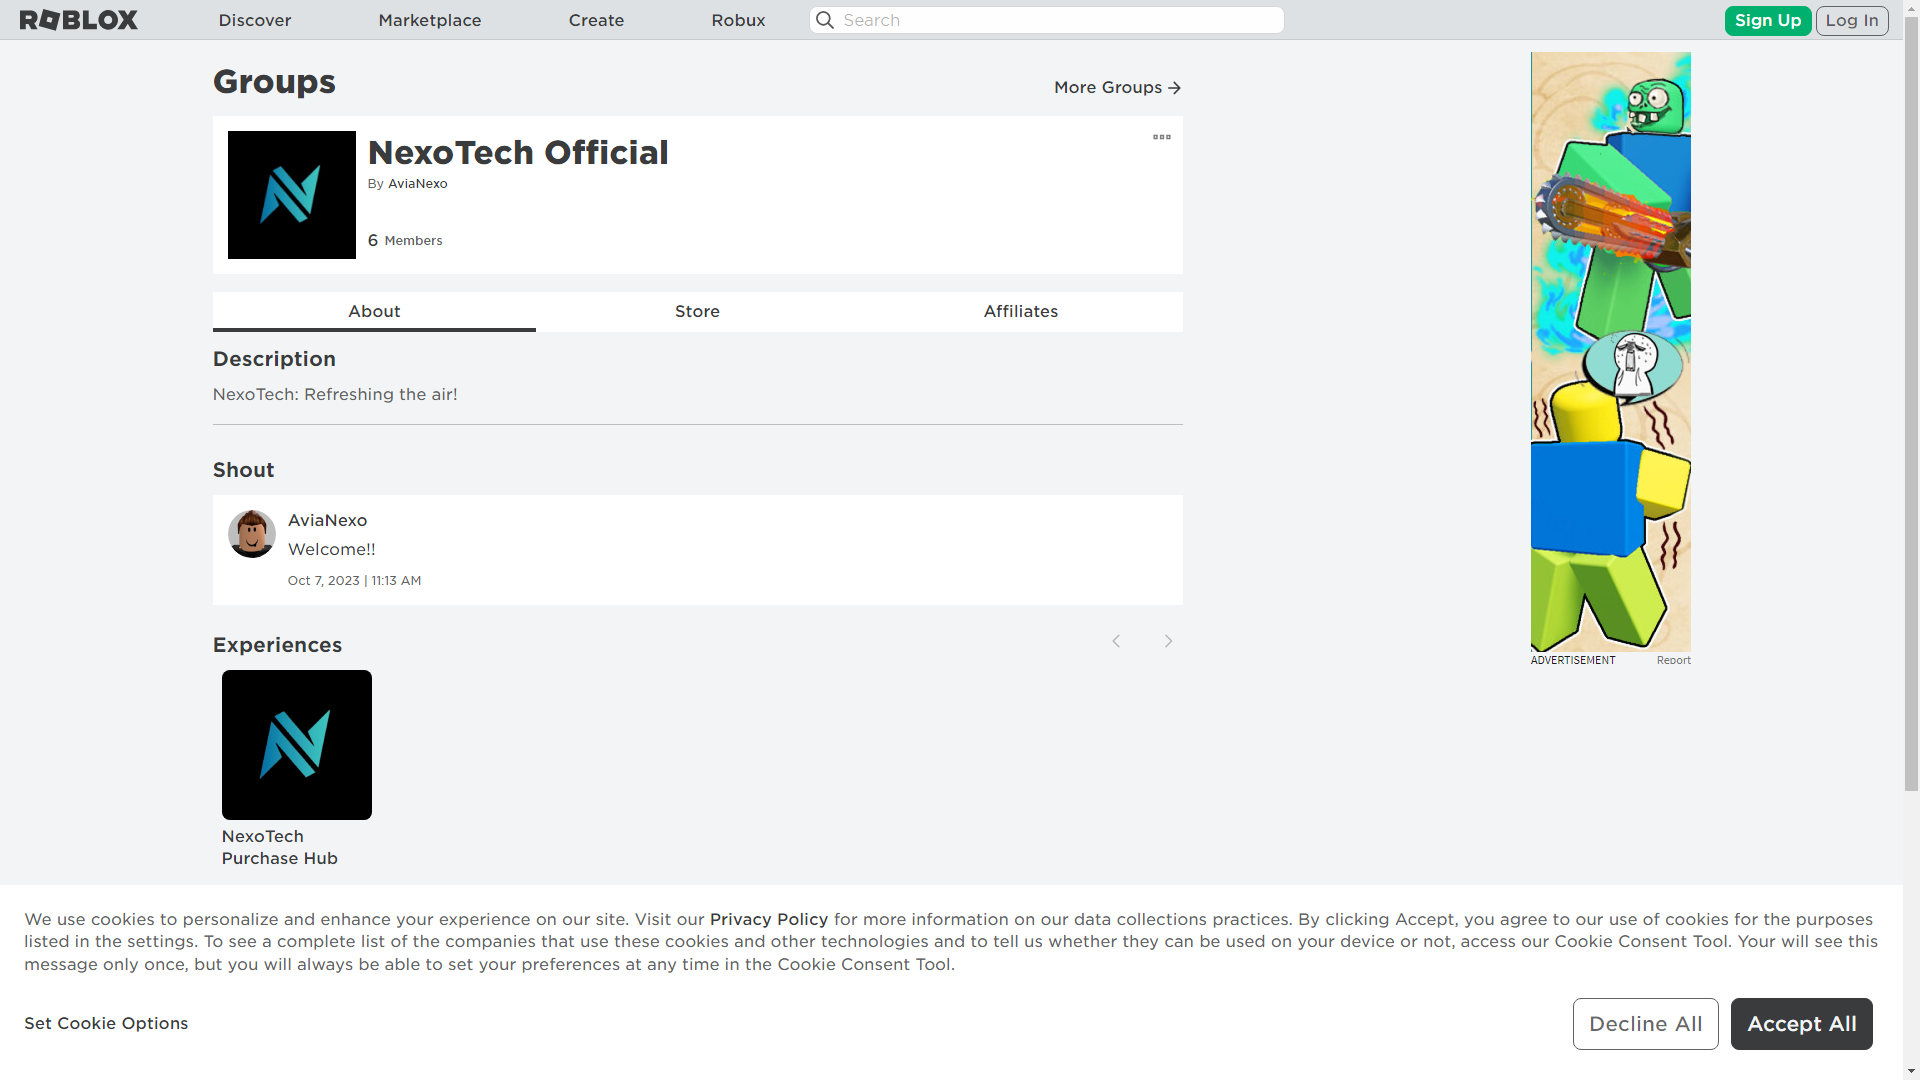 ROBLOX
Discover
Marketplace
Create
Robux
Search
Sign Up
Log In
Groups
More Groups
NexoTech Official
By AviaNexo
6 Members
About
Store
Affiliates
Description
NexoTech: Refreshing the air!
Shout
AviaNexo
Welcome!!
Oct 7, 2023 | 11:13 AM
Experiences
NexoTech
Purchase Hub
ADVERTISEMENT
Report
We use cookies to personalize and enhance your experience on our site. Visit our Privacy Policy for more information on our data collections practices. By clicking Accept, you agree to our use of cookies for the purposes
listed in the settings. To see a complete list of the companies that use these cookies and other technologies and to tell us whether they can be used on your device or not, access our Cookie Consent Tool. Your will see this
message only once, but you will always be able to set your preferences at any time in the Cookie Consent Tool.
Set Cookie Options
Decline All
Accept All